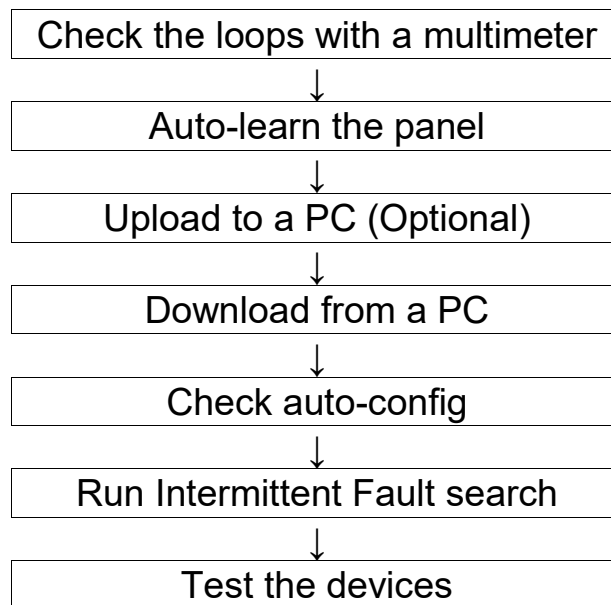 Check the loops with a multimeter
↓
Auto-learn the panel
↓
Upload to a PC (Optional)
↓
Download from a PC
↓
Check auto-config
↓
Run Intermittent Fault search
↓
Test the devices